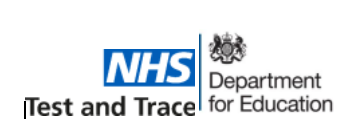 NHS
Test and Trace
Department
for Education